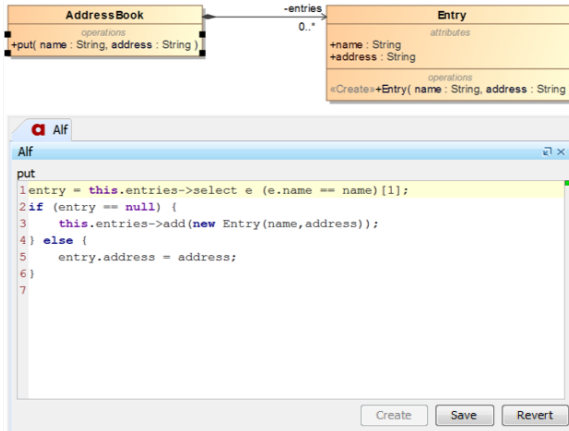 AddressBook
operations
+put( name : String, address : String )
-entries
0..*
Entry
attributes
+name : String
+address : String
operations
«Create»+Entry( name : String, address : String
a Alf
Alf
put
1 entry = this.entries->select e (e.name == name)[1];
2 if (entry == null) {
3 this.entries->add(new Entry(name,address));
4 } else {
5 entry.address = address;
6 }
7
Create Save Revert